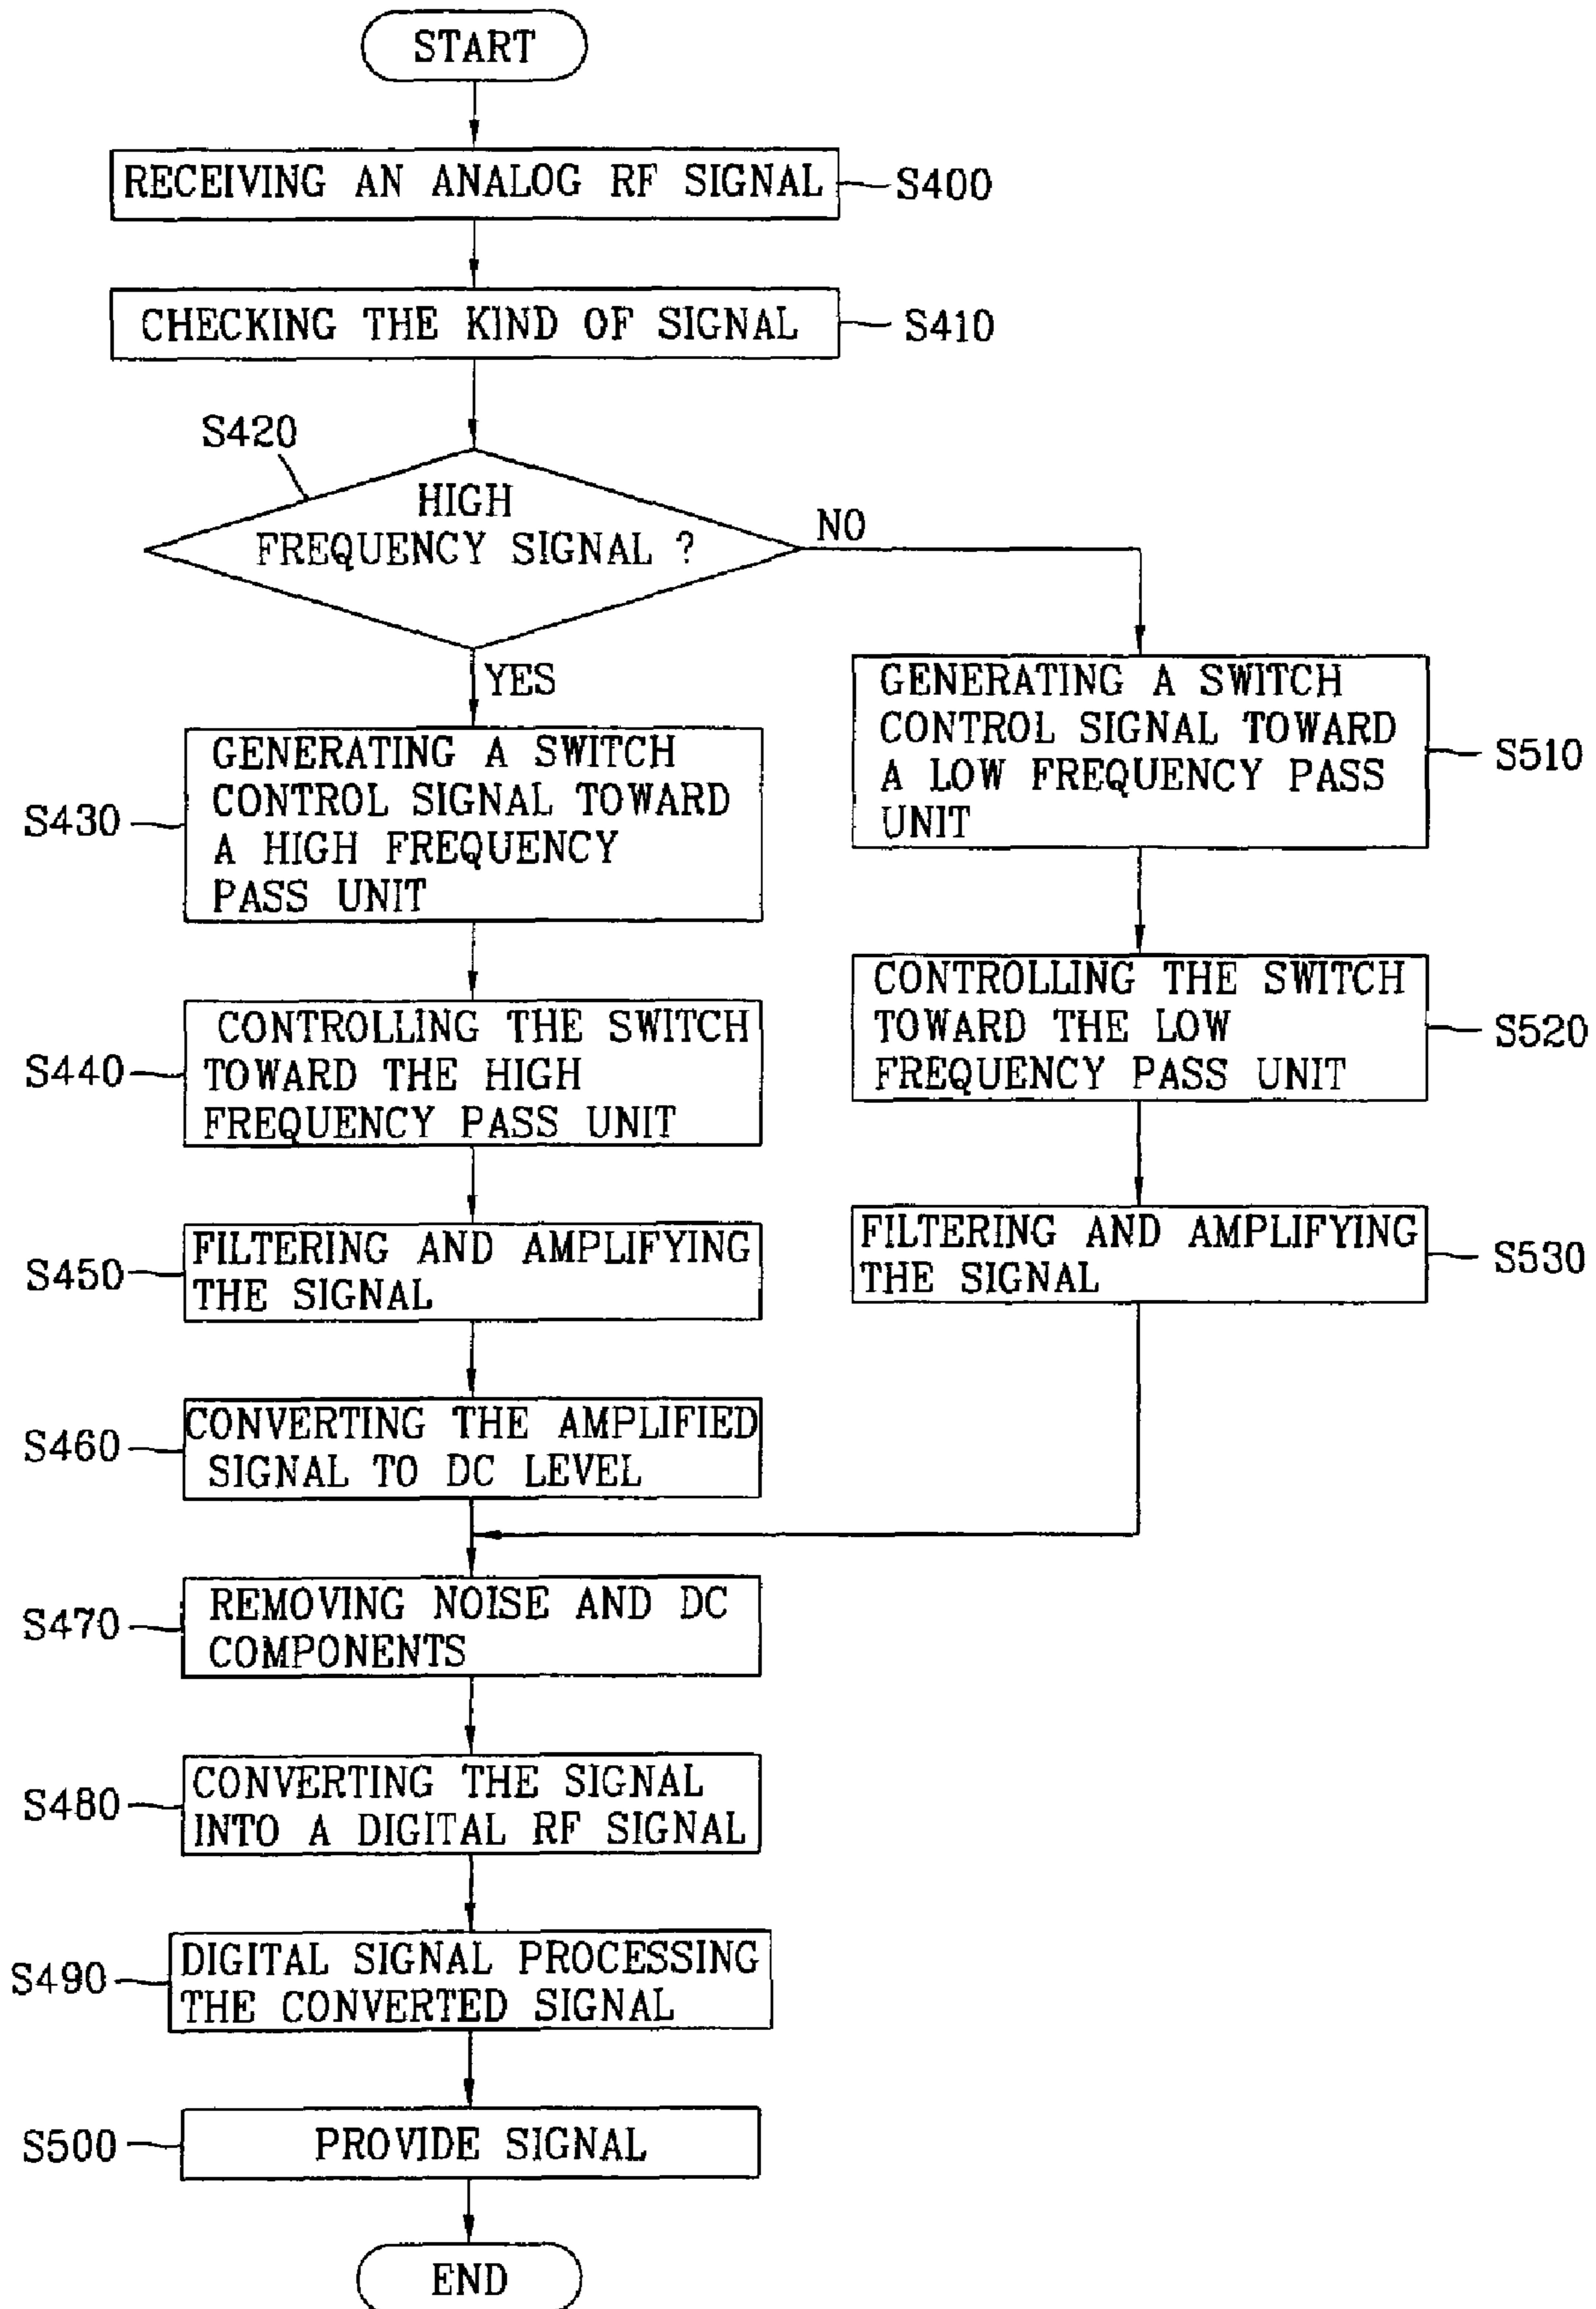 START
RECEIVING AN ANALOG RF SIGNAL
S400
CHECKING THE KIND OF SIGNAL
S410
S420
HIGH
FREQUENCY SIGNAL ?
NO
YES
GENERATING A SWITCH
CONTROL SIGNAL TOWARD
A HIGH FREQUENCY
PASS UNIT
S430
CONTROLLING THE SWITCH
TOWARD THE HIGH
FREQUENCY PASS UNIT
S440
FILTERING AND AMPLIFYING
THE SIGNAL
S450
CONVERTING THE AMPLIFIED
SIGNAL TO DC LEVEL
S460
GENERATING A SWITCH
CONTROL SIGNAL TOWARD
A LOW FREQUENCY PASS
UNIT
S510
CONTROLLING THE SWITCH
TOWARD THE LOW
FREQUENCY PASS UNIT
S520
FILTERING AND AMPLIFYING
THE SIGNAL
S530
REMOVING NOISE AND DC
COMPONENTS
S470
CONVERTING THE SIGNAL
INTO A DIGITAL RF SIGNAL
S480
DIGITAL SIGNAL PROCESSING
THE CONVERTED SIGNAL
S490
PROVIDE SIGNAL
S500
END